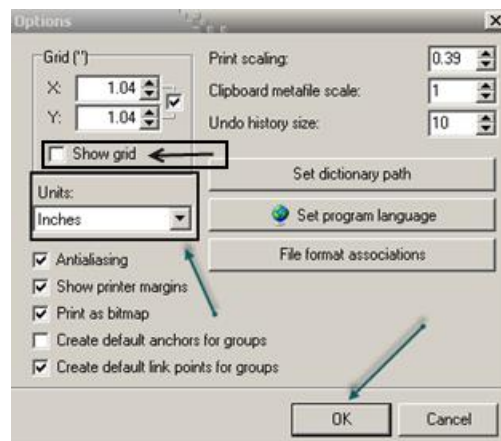 Options
Grid (")
X: 1.04
Y: 1.04
Show grid
Units:
Inches
Antialiasing
Show printer margins
Print as bitmap
Create default anchors for groups
Create default link points for groups
Print scaling: 0.39
Clipboard metafile scale: 1
Undo history size: 10
Set dictionary path
Set program language
File format associations
OK Cancel